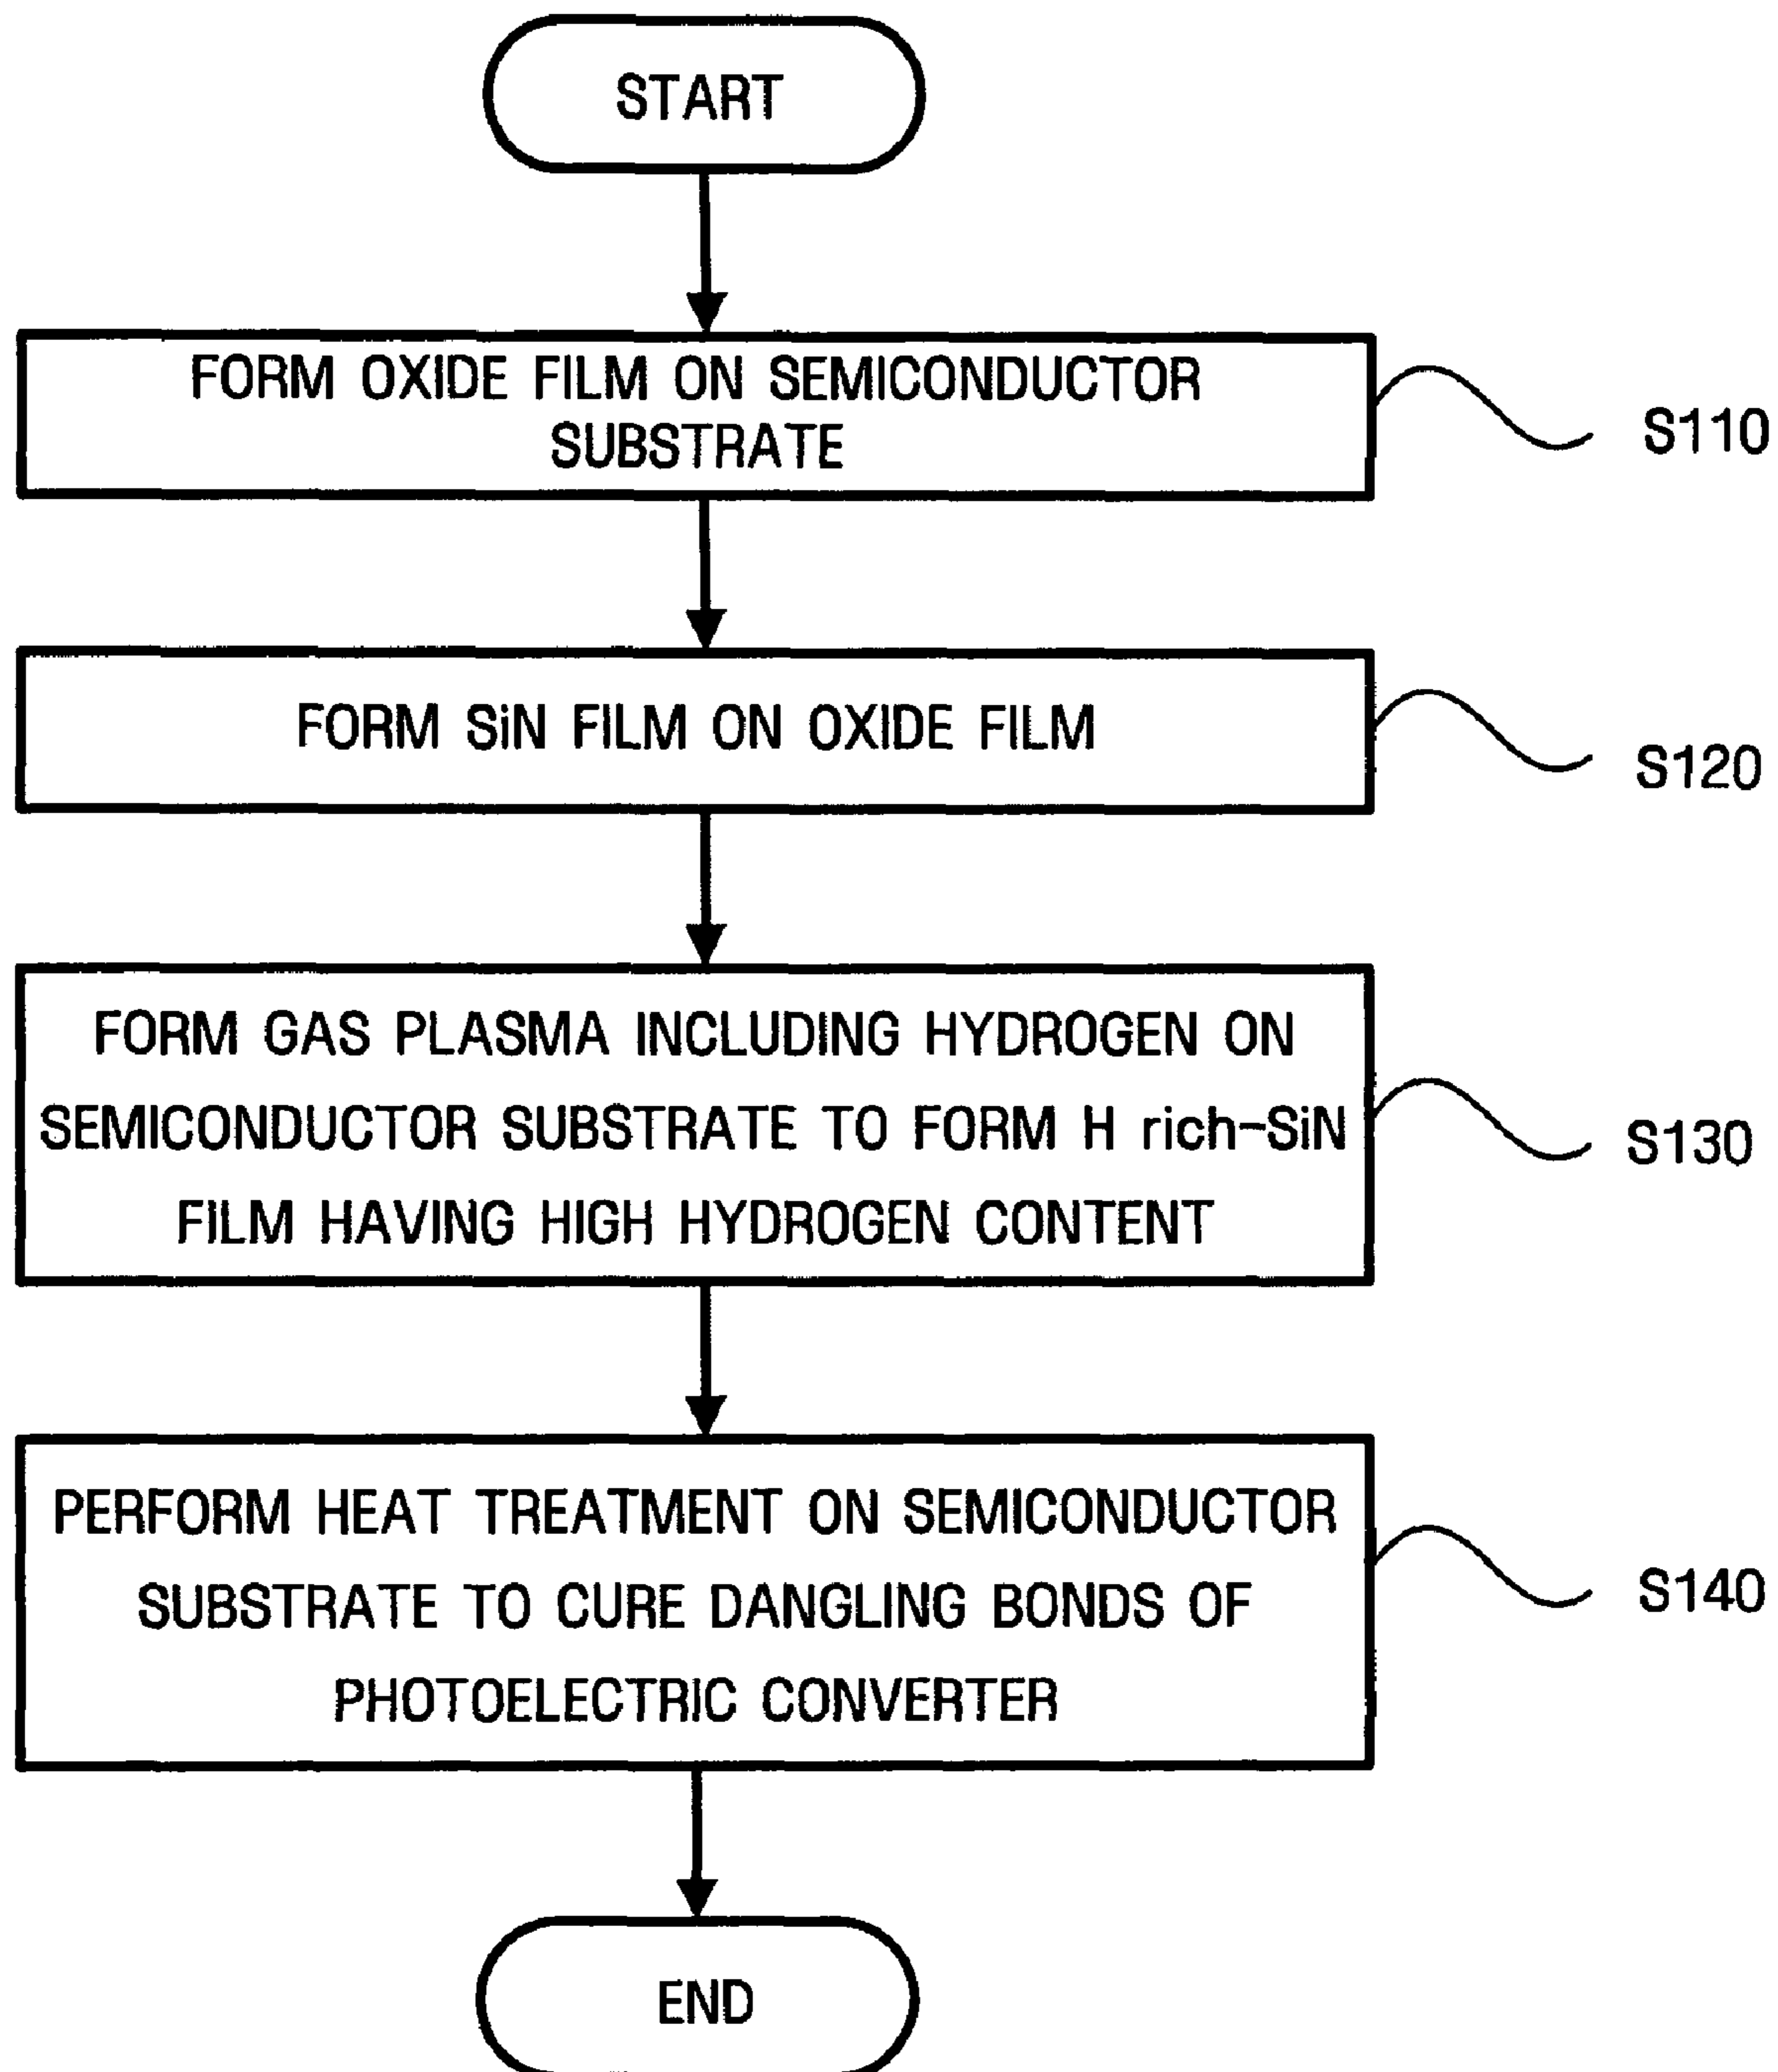 START
FORM OXIDE FILM ON SEMICONDUCTOR
SUBSTRATE
S110
FORM SiN FILM ON OXIDE FILM
S120
FORM GAS PLASMA INCLUDING HYDROGEN ON
SEMICONDUCTOR SUBSTRATE TO FORM H rich-SiN
FILM HAVING HIGH HYDROGEN CONTENT
S130
PERFORM HEAT TREATMENT ON SEMICONDUCTOR
SUBSTRATE TO CURE DANGLING BONDS OF
PHOTOELECTRIC CONVERTER
S140
END